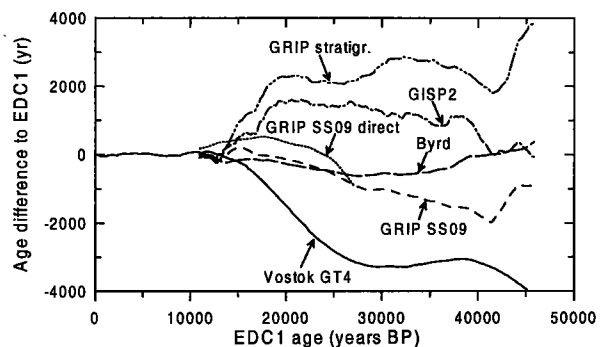 Age difference to EDC1 (yr)
4000
2000
0
-2000
-4000
GRIP stratigr.
GISP2
GRIP SS09 direct
Byrd
GRIP SS09
Vostok GT4
0 10000 20000 30000 40000 50000
EDC1 age (years BP)